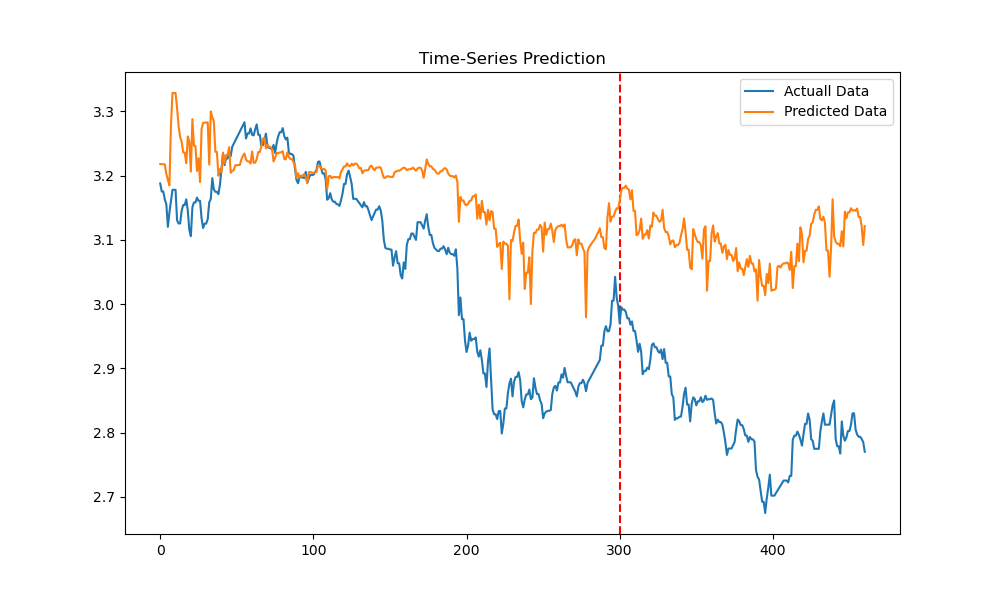 Time-Series Prediction
Actuall Data
Predicted Data
3.3
3.2
3.1
3.0
2.9
2.8
2.7
0 100 200 300 400